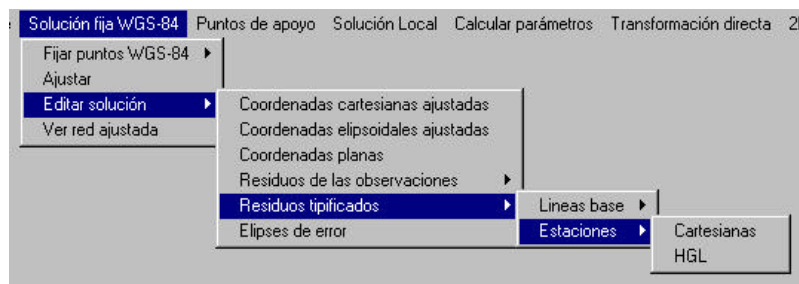 Solución fija WGS-84 Puntos de apoyo Solución Local Calcular parámetros Transformación directa
Fijar puntos WGS-84
Ajustar
Editar solución
Ver red ajustada
Coordenadas cartesianas ajustadas
Coordenadas elipsoidales ajustadas
Coordenadas planas
Residuos de las observaciones
Residuos tipificados
Elipses de error
Lineas base
Estaciones
Cartesianas
HGL